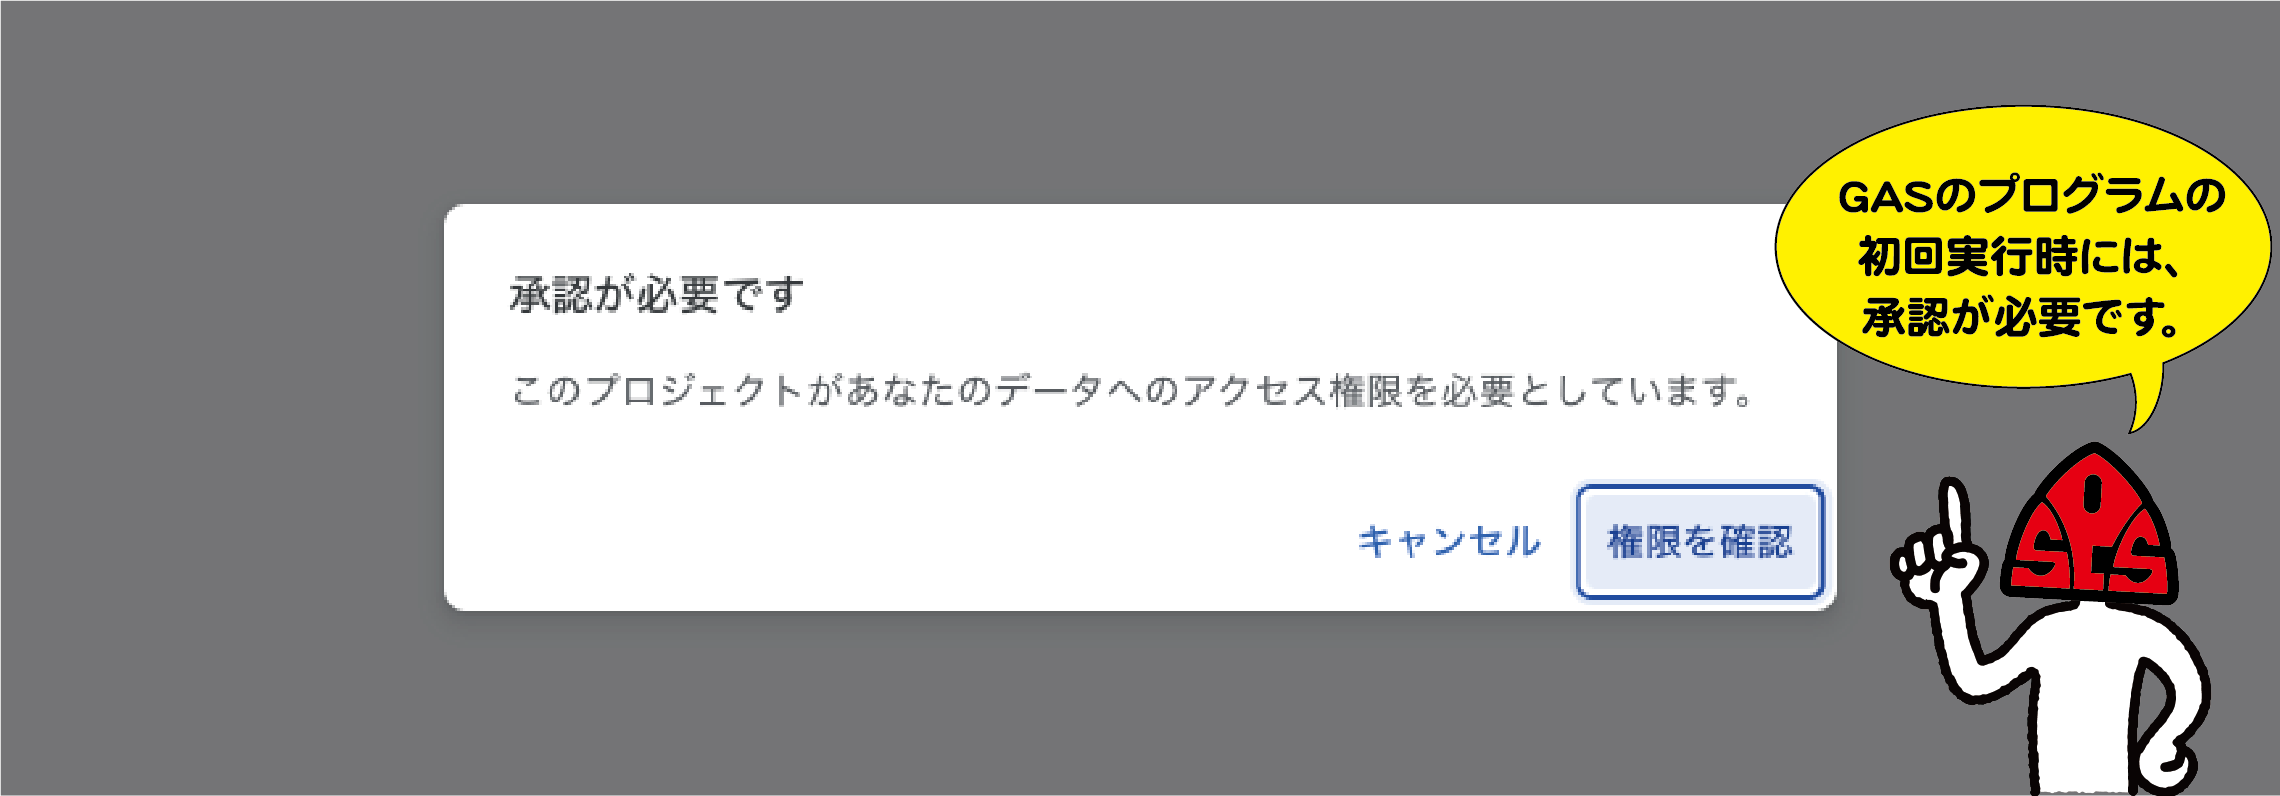 承認が必要です
このプロジェクトがあなたのデータへのアクセス権限を必要としています。
キャンセル
権限を確認
GASのプログラムの
初回実行時には、
承認が必要です。